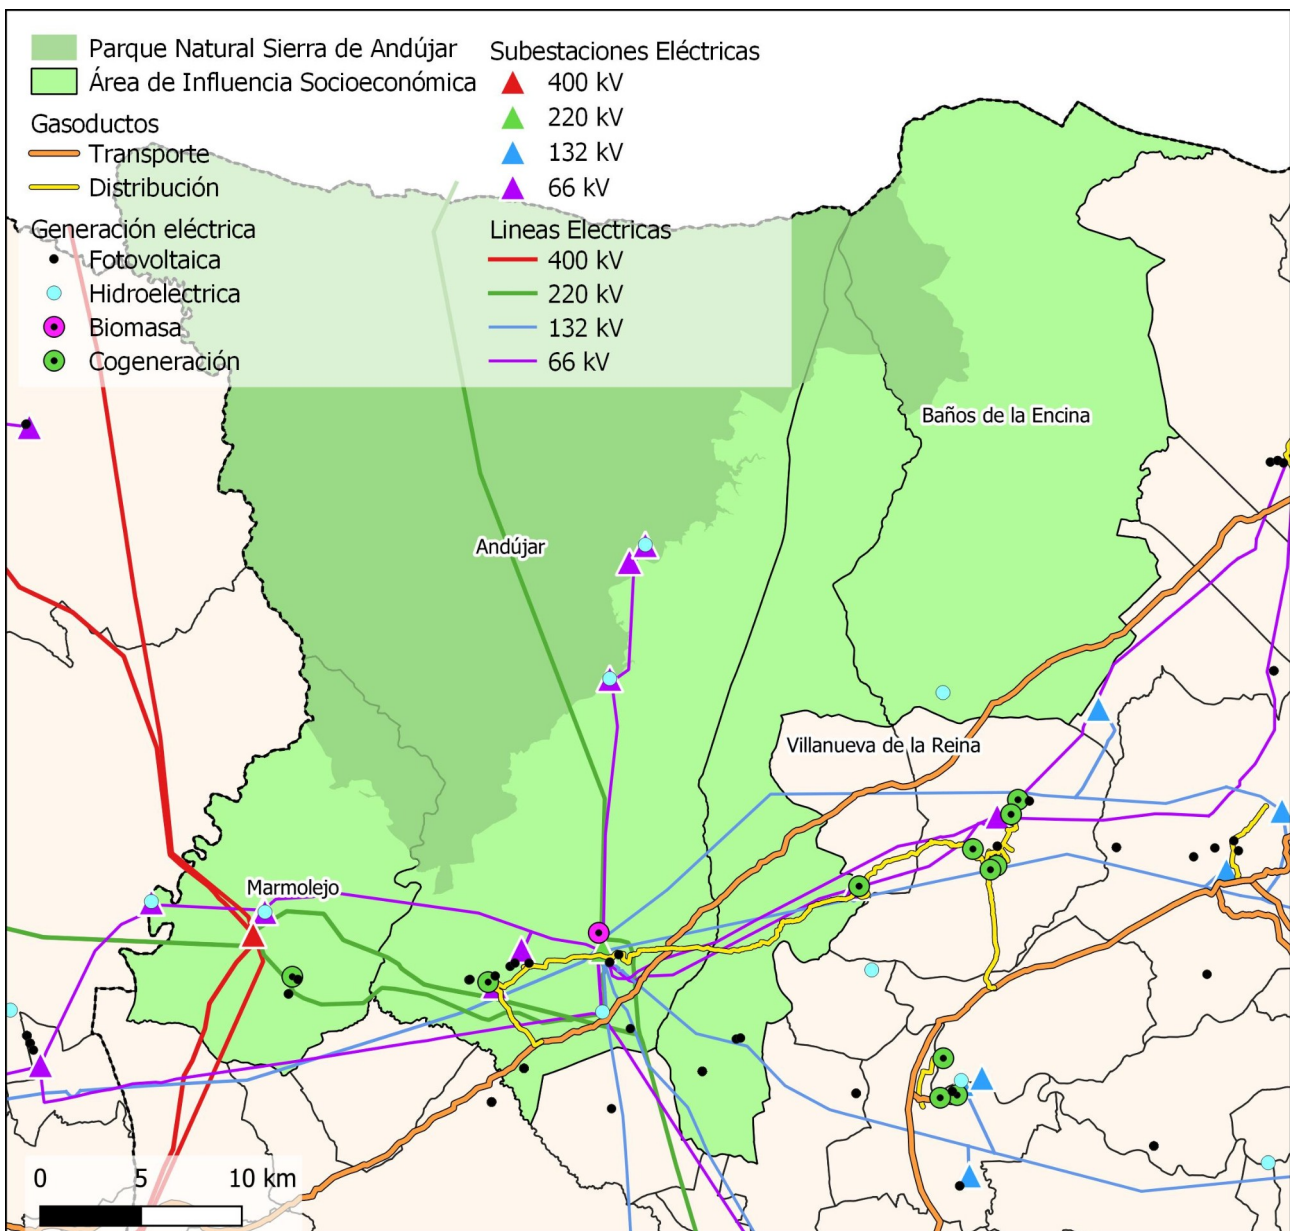 Parque Natural Sierra de Andújar
Área de Influencia Socioeconómica
Gasoductos
Transporte
Distribución
Generación eléctrica
Fotovoltaica
Hidroelectrica
Biomasa
Cogeneración
Subestaciones Eléctricas
400 kV
220 kV
132 kV
66 kV
Lineas Electricas
400 kV
220 kV
132 kV
66 kV
Baños de la Encina
Andújar
Villanueva de la Reina
Marmolejo
0 5 10 km